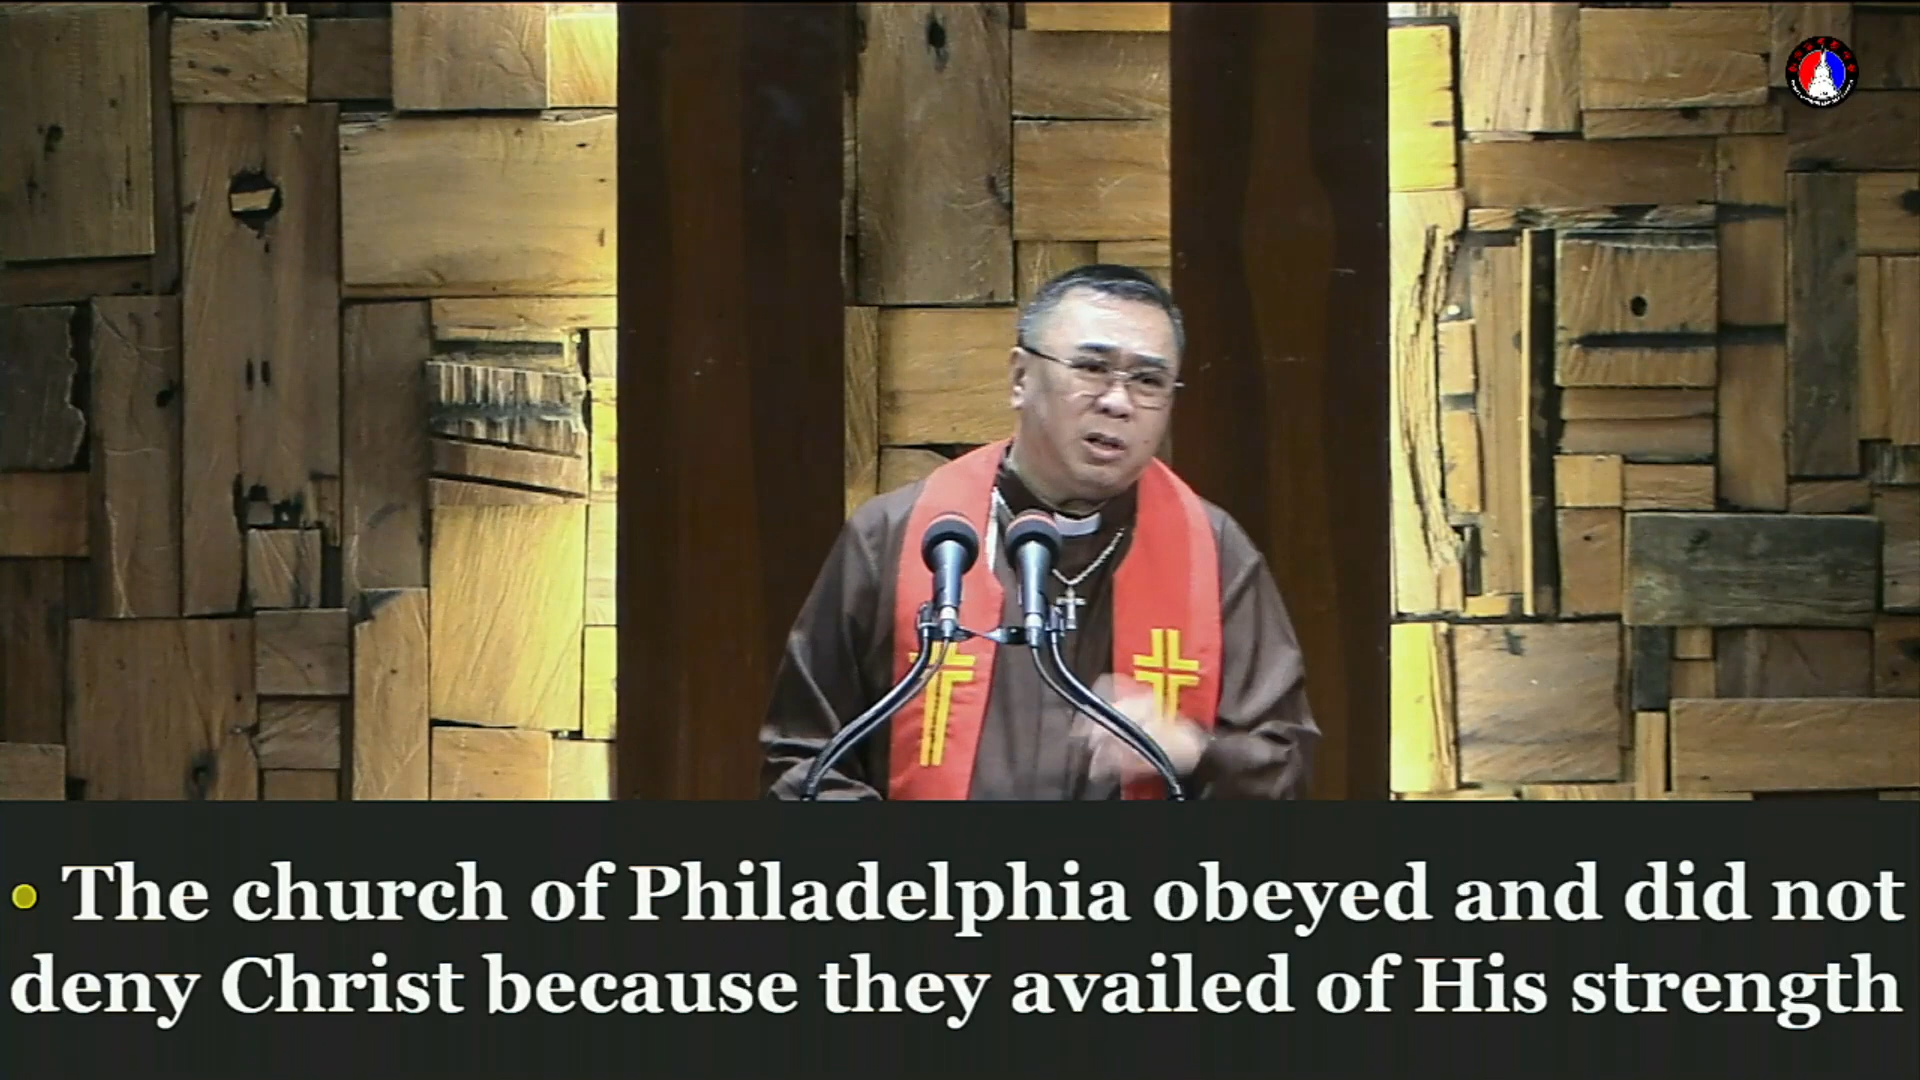 • The church of Philadelphia obeyed and did not
deny Christ because they availed of His strength